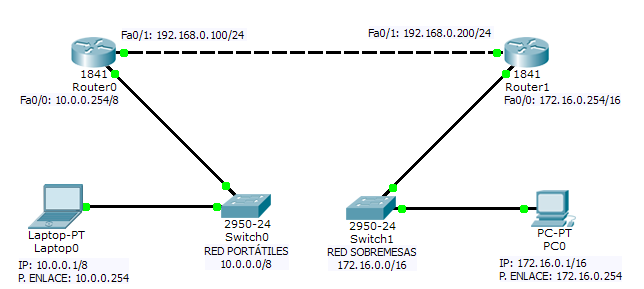 Fa0/1: 192.168.0.100/24
Fa0/1: 192.168.0.200/24
1841
Router0
Fa0/0: 10.0.0.254/8
1841
Router1
Fa0/0: 172.16.0.254/16
Laptop-PT
Laptop0
IP: 10.0.0.1/8
P. ENLACE: 10.0.0.254
2950-24
Switch0
RED PORTÁTILES
10.0.0.0/8
2950-24
Switch1
RED SOBREMESAS
172.16.0.0/16
PC-PT
PC0
IP: 172.16.0.1/16
P. ENLACE: 172.16.0.254